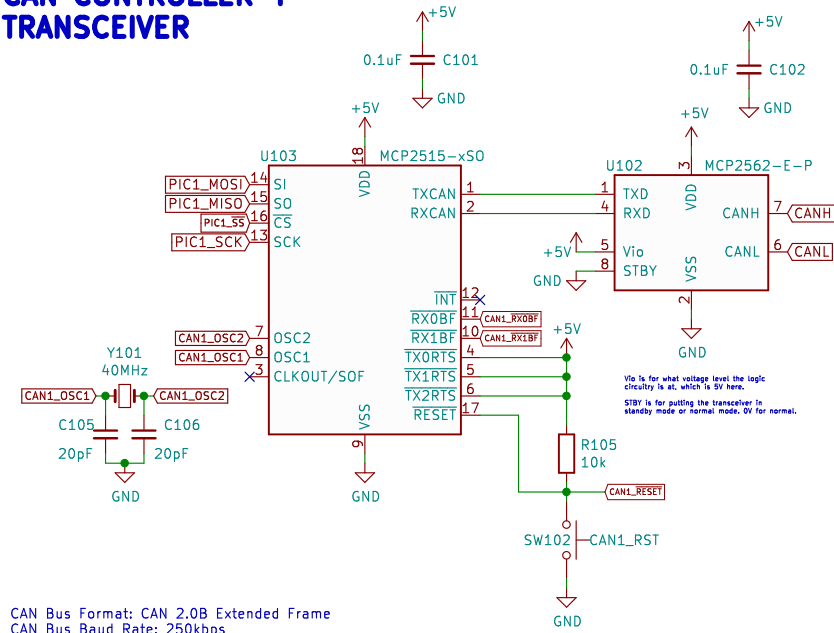 CAN CONTROLLER +
TRANSCEIVER
+5V
0.1uF
C101
GND
+5V
0.1uF
C102
GND
+5V
U103
MCP2515-xSO
18
VDD
PIC1_MOSI
14
SI
PIC1_MISO
15
SO
PIC1_SS
16
CS
PIC1_SCK
13
SCK
TXCAN
1
RXCAN
2
INT
12
RX0BF
11
CAN1_RX0BF
RX1BF
10
CAN1_RX1BF
TX0RTS
4
TX1RTS
5
TX2RTS
6
RESET
17
CAN1_OSC2
7
OSC2
CAN1_OSC1
8
OSC1
3
CLKOUT/SOF
VSS
9
GND
+5V
U102
MCP2562-E-P
3
VDD
1
TXD
4
RXD
+5V
5
Vio
GND
8
STBY
CANH
7
CANH
CANL
6
CANL
VSS
2
GND
Y101
40MHz
CAN1_OSC1
CAN1_OSC2
C105
20pF
C106
20pF
GND
+5V
R105
10k
CAN1_RESET
SW102
CAN1_RST
GND
Vio is for what voltage level the logic
circuitry is at, which is 5V here.
STBY is for putting the transceiver in
standby mode or normal mode. 0V for normal.
CAN Bus Format: CAN 2.0B Extended Frame
CAN Bus Baud Rate: 250kbps